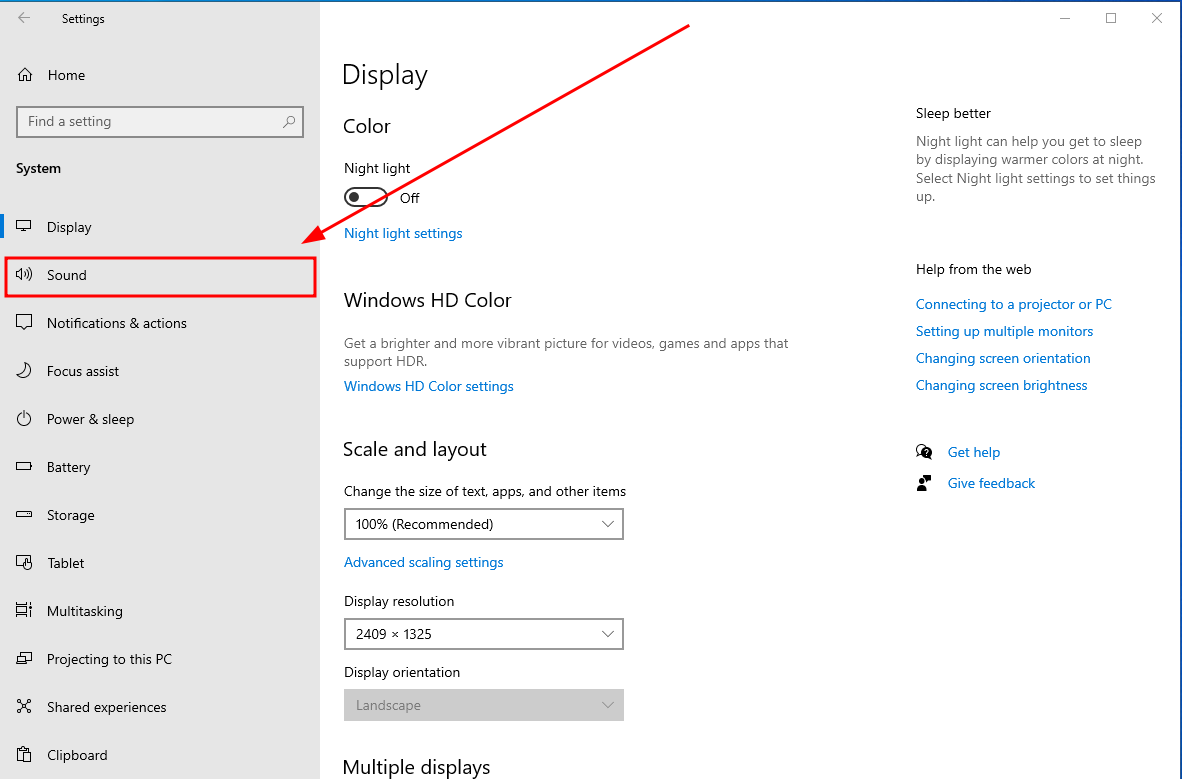 Settings
Home
Find a setting
System
Display
Sound
Notifications & actions
Focus assist
Power & sleep
Battery
Storage
Tablet
Multitasking
Projecting to this PC
Shared experiences
Clipboard
Display
Color
Night light
Off
Night light settings
Windows HD Color
Get a brighter and more vibrant picture for videos, games and apps that
support HDR.
Windows HD Color settings
Scale and layout
Change the size of text, apps, and other items
100% (Recommended)
Advanced scaling settings
Display resolution
2409 × 1325
Display orientation
Landscape
Multiple displays
Sleep better
Night light can help you get to sleep
by displaying warmer colors at night.
Select Night light settings to set things
up.
Help from the web
Connecting to a projector or PC
Setting up multiple monitors
Changing screen orientation
Changing screen brightness
Get help
Give feedback